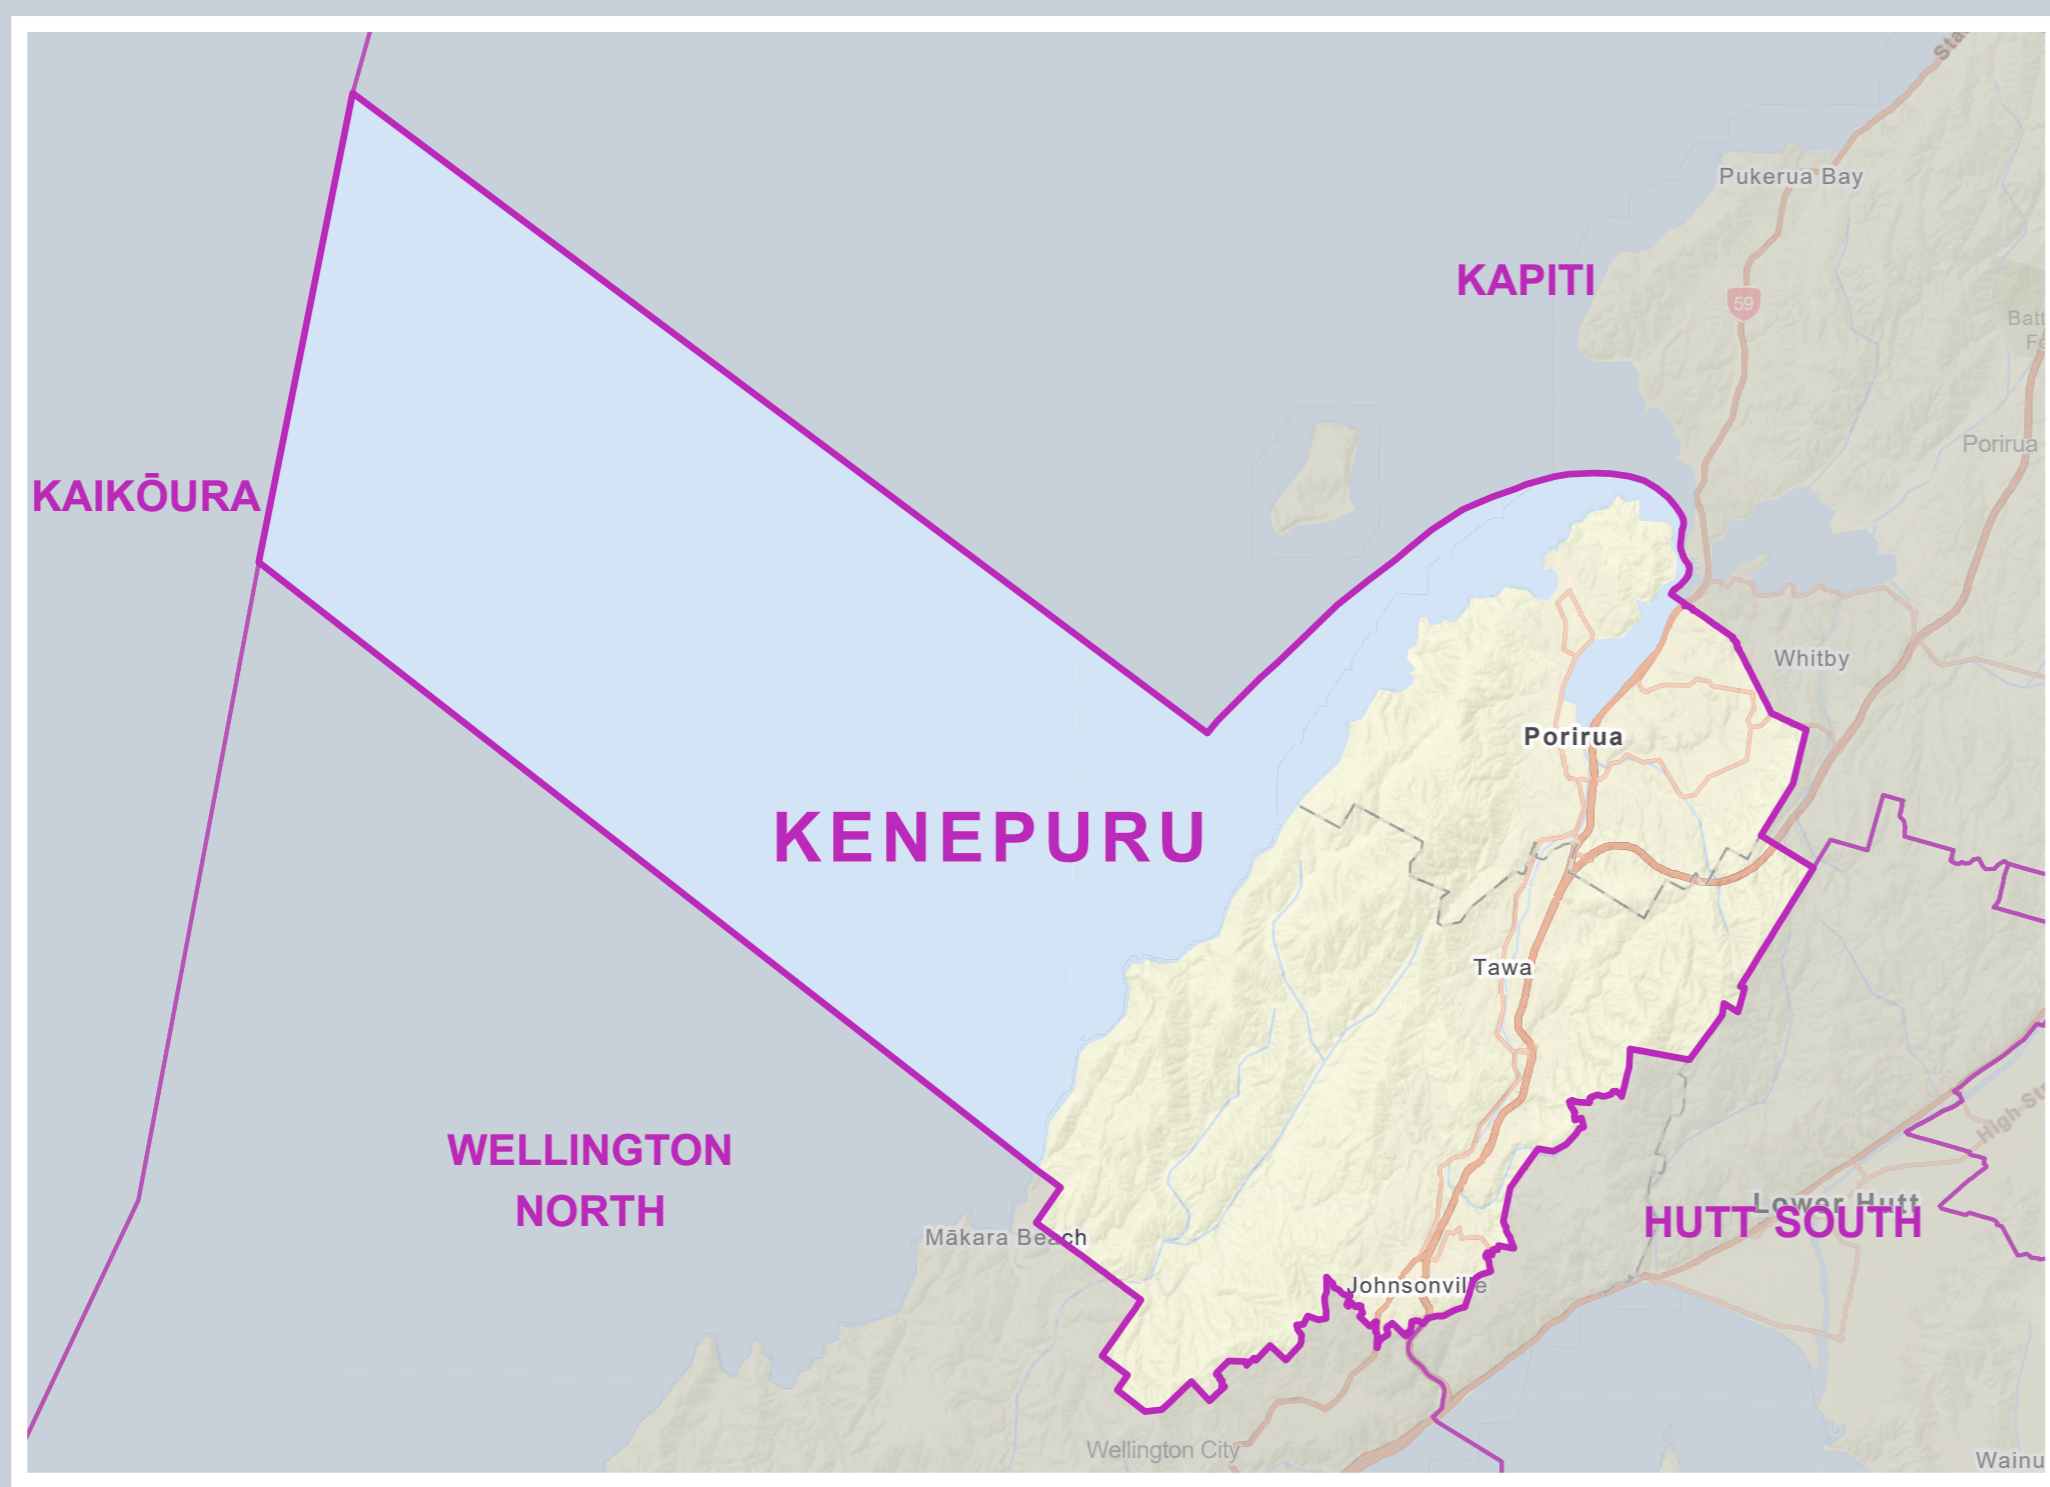 Pukerua Bay
KAPITI
59
Porirua
KAIKŌURA
Whitby
Porirua
KENEPURU
Tawa
High
WELLINGTON
NORTH
Lower Hutt
HUTT SOUTH
Mākara Beach
Johnsonville
Wellington City